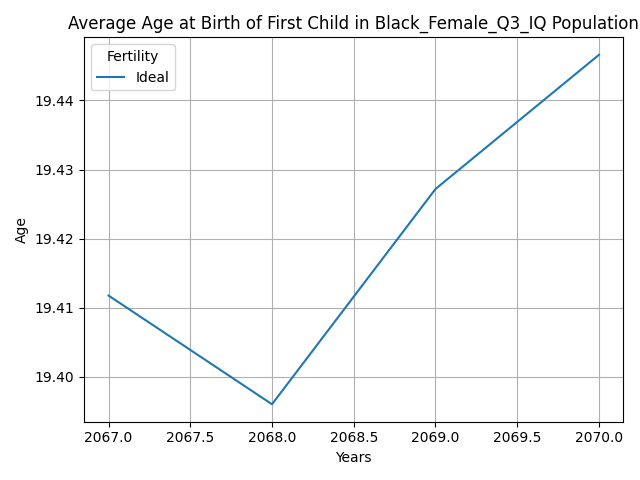 Average Age at Birth of First Child in Black_Female_Q3_IQ Population
Fertility
Ideal
19.44
19.43
19.42
19.41
19.40
Age
2067.0 2067.5 2068.0 2068.5 2069.0 2069.5 2070.0
Years